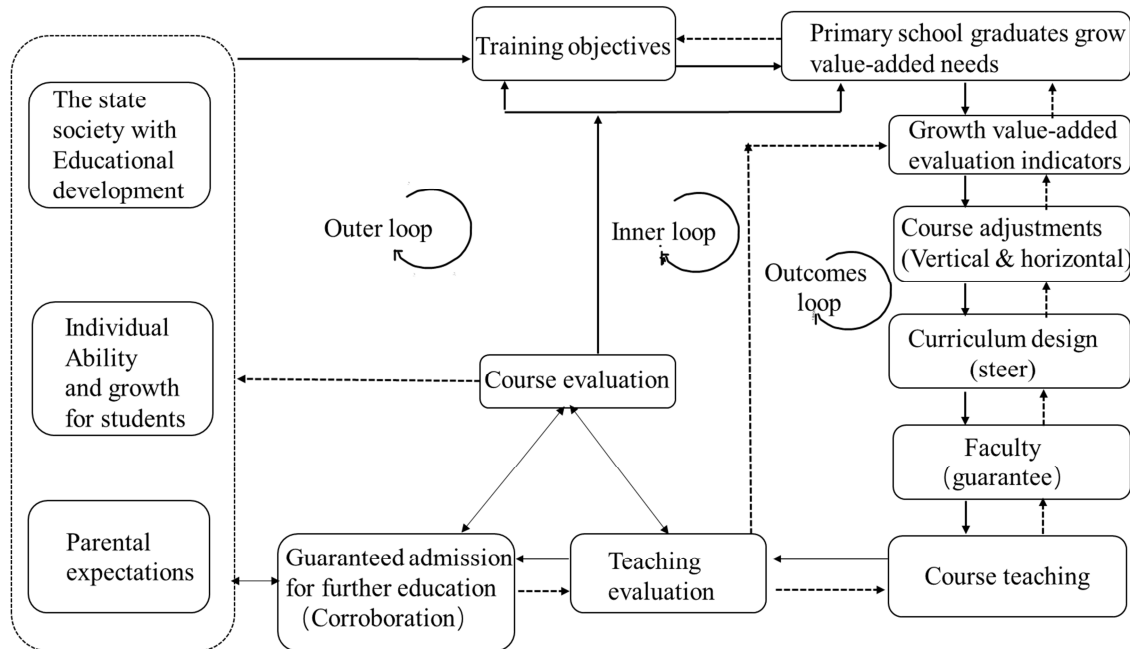 Training objectives
Primary school graduates grow
value-added needs
The state
society with
Educational
development
Growth value-added
evaluation indicators
Outer loop
Inner loop
Course adjustments
(Vertical & horizontal)
Outcomes
loop
Individual
Ability
and growth
for students
Curriculum design
(steer)
Course evaluation
Faculty
(guarantee)
Parental
expectations
Guaranteed admission
for further education
(Corroboration)
Teaching
evaluation
Course teaching